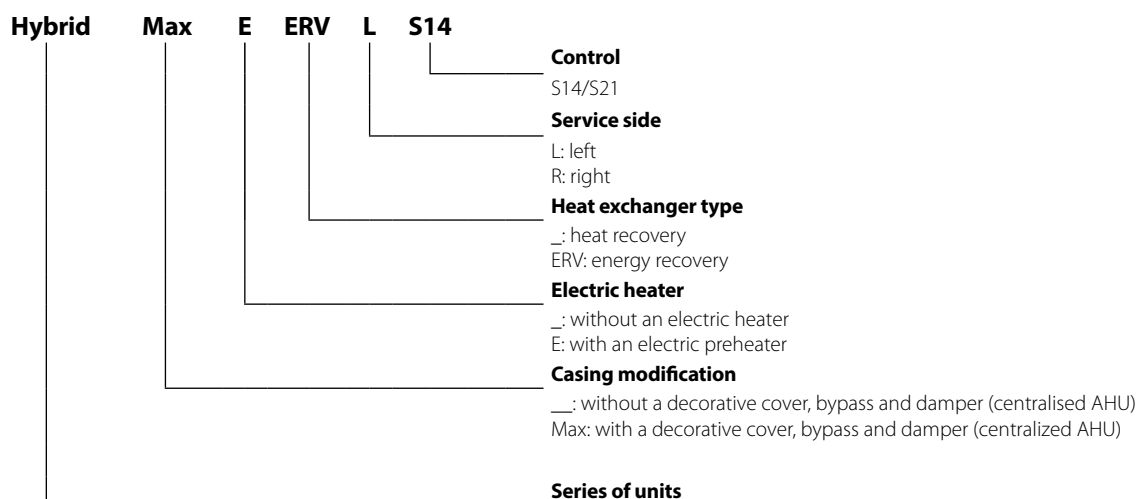 Hybrid Max E ERV L S14
Control
S14/S21
Service side
L: left
R: right
Heat exchanger type
_: heat recovery
ERV: energy recovery
Electric heater
_: without an electric heater
E: with an electric preheater
Casing modification
__: without a decorative cover, bypass and damper (centralised AHU)
Max: with a decorative cover, bypass and damper (centralized AHU)
Series of units